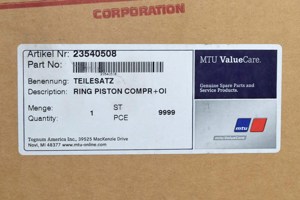 CORPORATION
Artikel Nr: 23540508
Part No:
23540508
Benennung: TEILESATZ
Description: RING PISTON COMPR+OI
Menge: 1 ST 9999
Quantity: PCE
Tognum America Inc., 39525 MacKenzie Drive
Novi, MI 48377 www.mtu-online.com
MTU ValueCare.
Genuine Spare Parts and
Service Products.
mtu